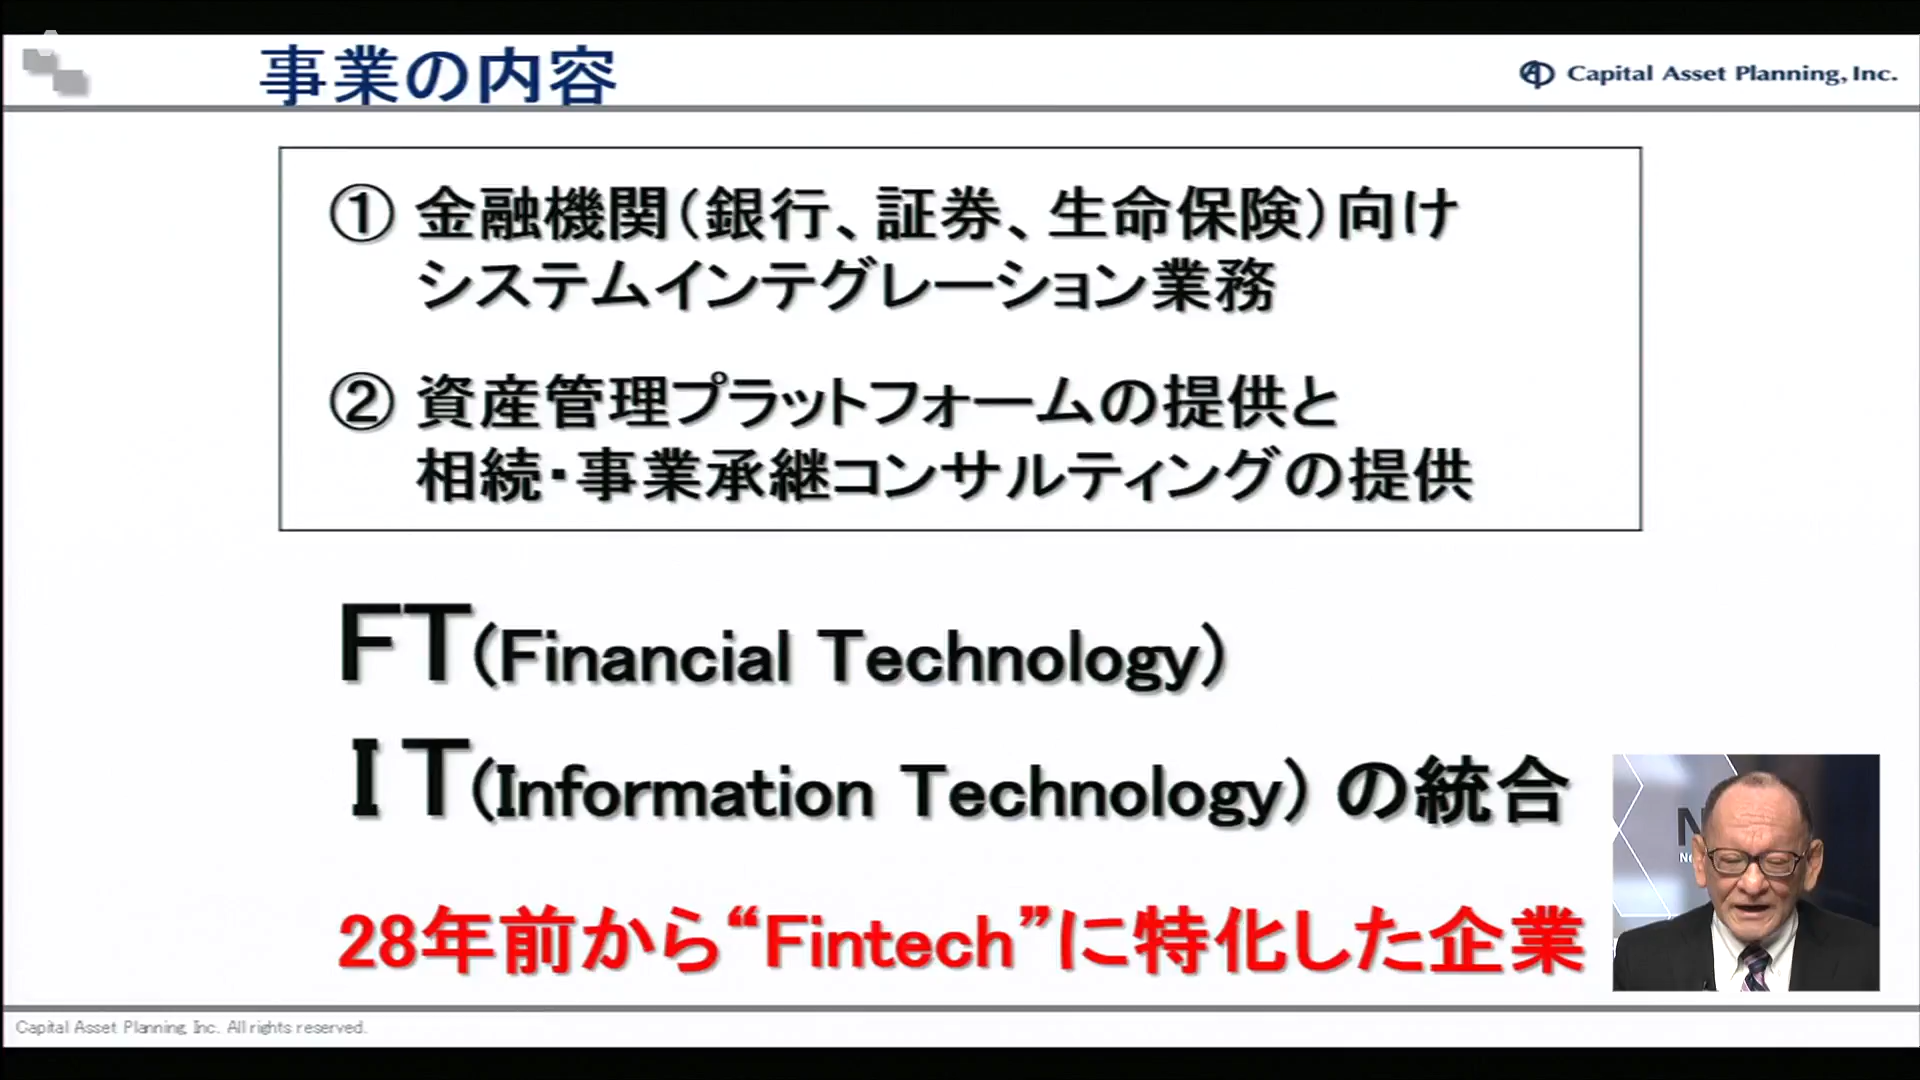 事業の内容
Capital Asset Planning, Inc.
① 金融機関（銀行、証券、生命保険）向け
システムインテグレーション業務
② 資産管理プラットフォームの提供と
相続・事業承継コンサルティングの提供
FT(Financial Technology)
IT(Information Technology) の統合
28年前から“Fintech”に特化した企業
Capital Asset Planning, Inc. All rights reserved.